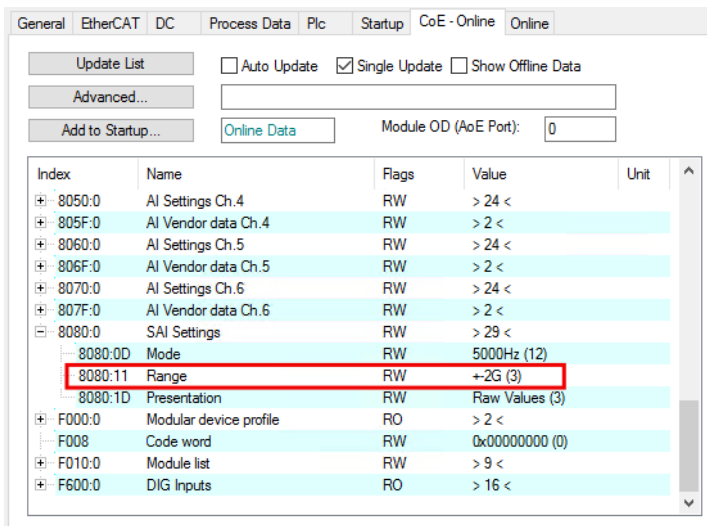 General EtherCAT DC Process Data Plc Startup CoE - Online Online
Update List Auto Update Single Update Show Offline Data
Advanced...
Add to Startup... Online Data Module OD (AoE Port): 0
Index Name Flags Value Unit
8050:0 AI Settings Ch.4 RW > 24 <
805F:0 AI Vendor data Ch.4 RW > 2 <
8060:0 AI Settings Ch.5 RW > 24 <
806F:0 AI Vendor data Ch.5 RW > 2 <
8070:0 AI Settings Ch.6 RW > 24 <
807F:0 AI Vendor data Ch.6 RW > 2 <
8080:0 SAI Settings RW > 29 <
8080:0D Mode RW 5000Hz (12)
8080:11 Range RW +-2G (3)
8080:1D Presentation RW Raw Values (3)
F000:0 Modular device profile RO > 2 <
F008 Code word RW 0x00000000 (0)
F010:0 Module list RW > 9 <
F600:0 DIG Inputs RO > 16 <